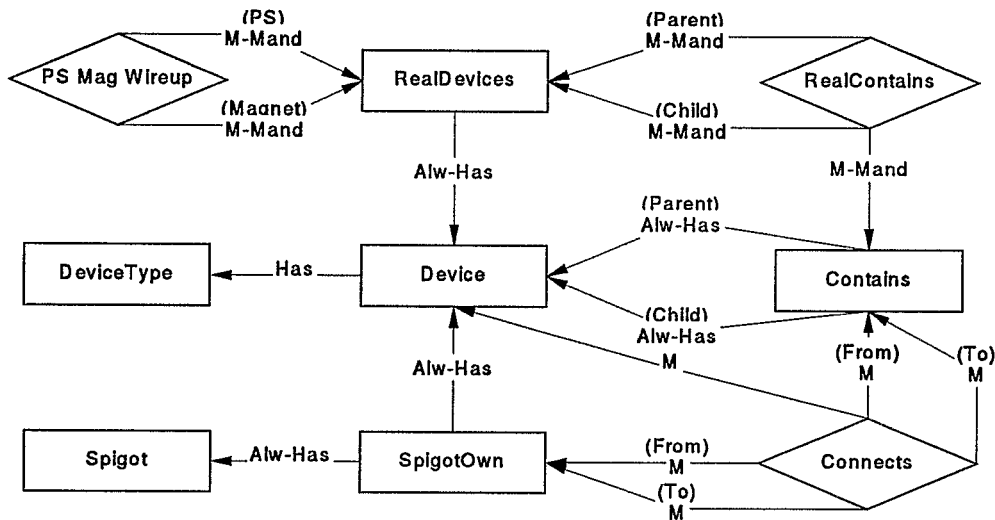 (PS)
M-Mand
(Parent)
M-Mand
PS Mag Wireup
RealDevices
RealContains
(Magnet)
M-Mand
(Child)
M-Mand
Alw-Has
M-Mand
(Parent)
Alw-Has
DeviceType
Has
Device
Contains
(Child)
Alw-Has
M
(From)
M
(To)
M
Alw-Has
Spigot
Alw-Has
SpigotOwn
(From)
M
Connects
(To)
M